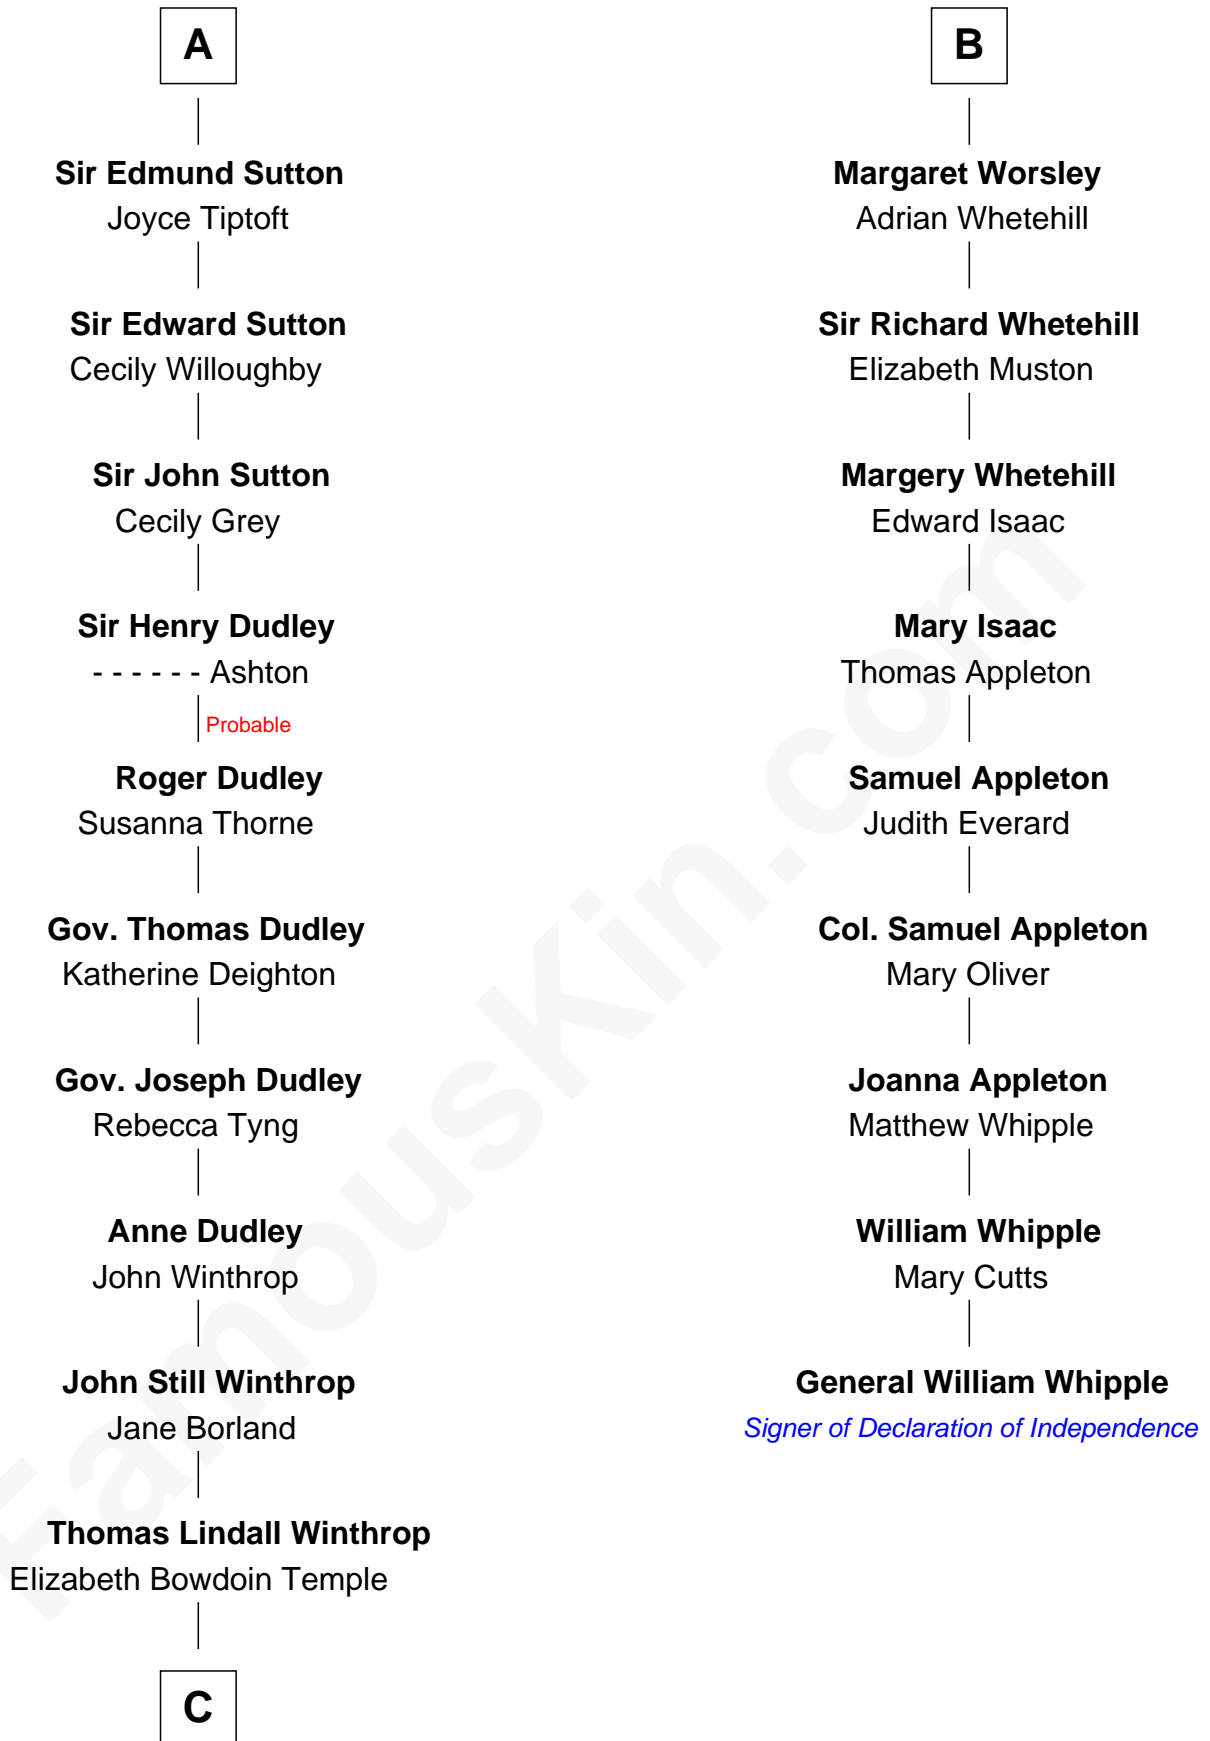 A
Sir Edmund Sutton
Joyce Tiptoft
Sir Edward Sutton
Cecily Willoughby
Sir John Sutton
Cecily Grey
Sir Henry Dudley
- - - - - - Ashton
Probable
Roger Dudley
Susanna Thorne
Gov. Thomas Dudley
Katherine Deighton
Gov. Joseph Dudley
Rebecca Tyng
Anne Dudley
John Winthrop
John Still Winthrop
Jane Borland
Thomas Lindall Winthrop
Elizabeth Bowdoin Temple
C
B
Margaret Worsley
Adrian Whetehill
Sir Richard Whetehill
Elizabeth Muston
Margery Whetehill
Edward Isaac
Mary Isaac
Thomas Appleton
Samuel Appleton
Judith Everard
Col. Samuel Appleton
Mary Oliver
Joanna Appleton
Matthew Whipple
William Whipple
Mary Cutts
General William Whipple
Signer of Declaration of Independence
FamousKin.com